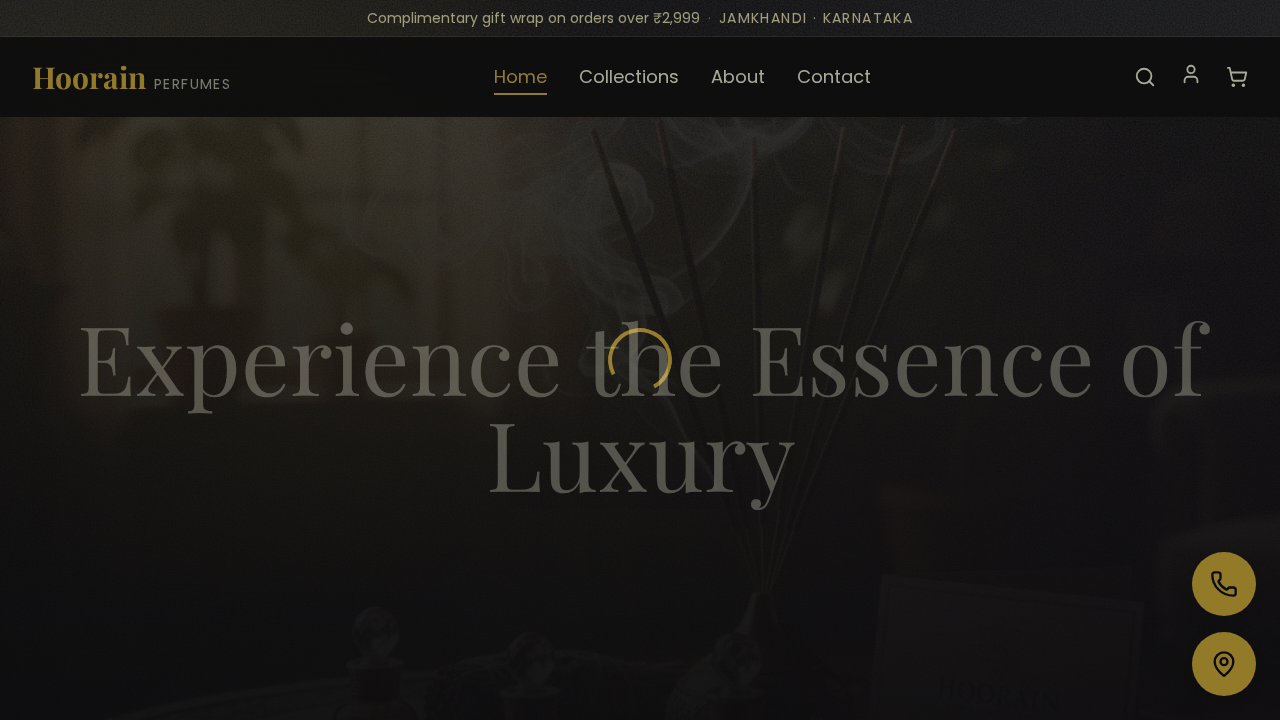 Complimentary gift wrap on orders over ₹2,999 · JAMKHANDI · KARNATAKA
Hoorain PERFUMES
Home
Collections
About
Contact
Experience the Essence of
Luxury
HOORAIN